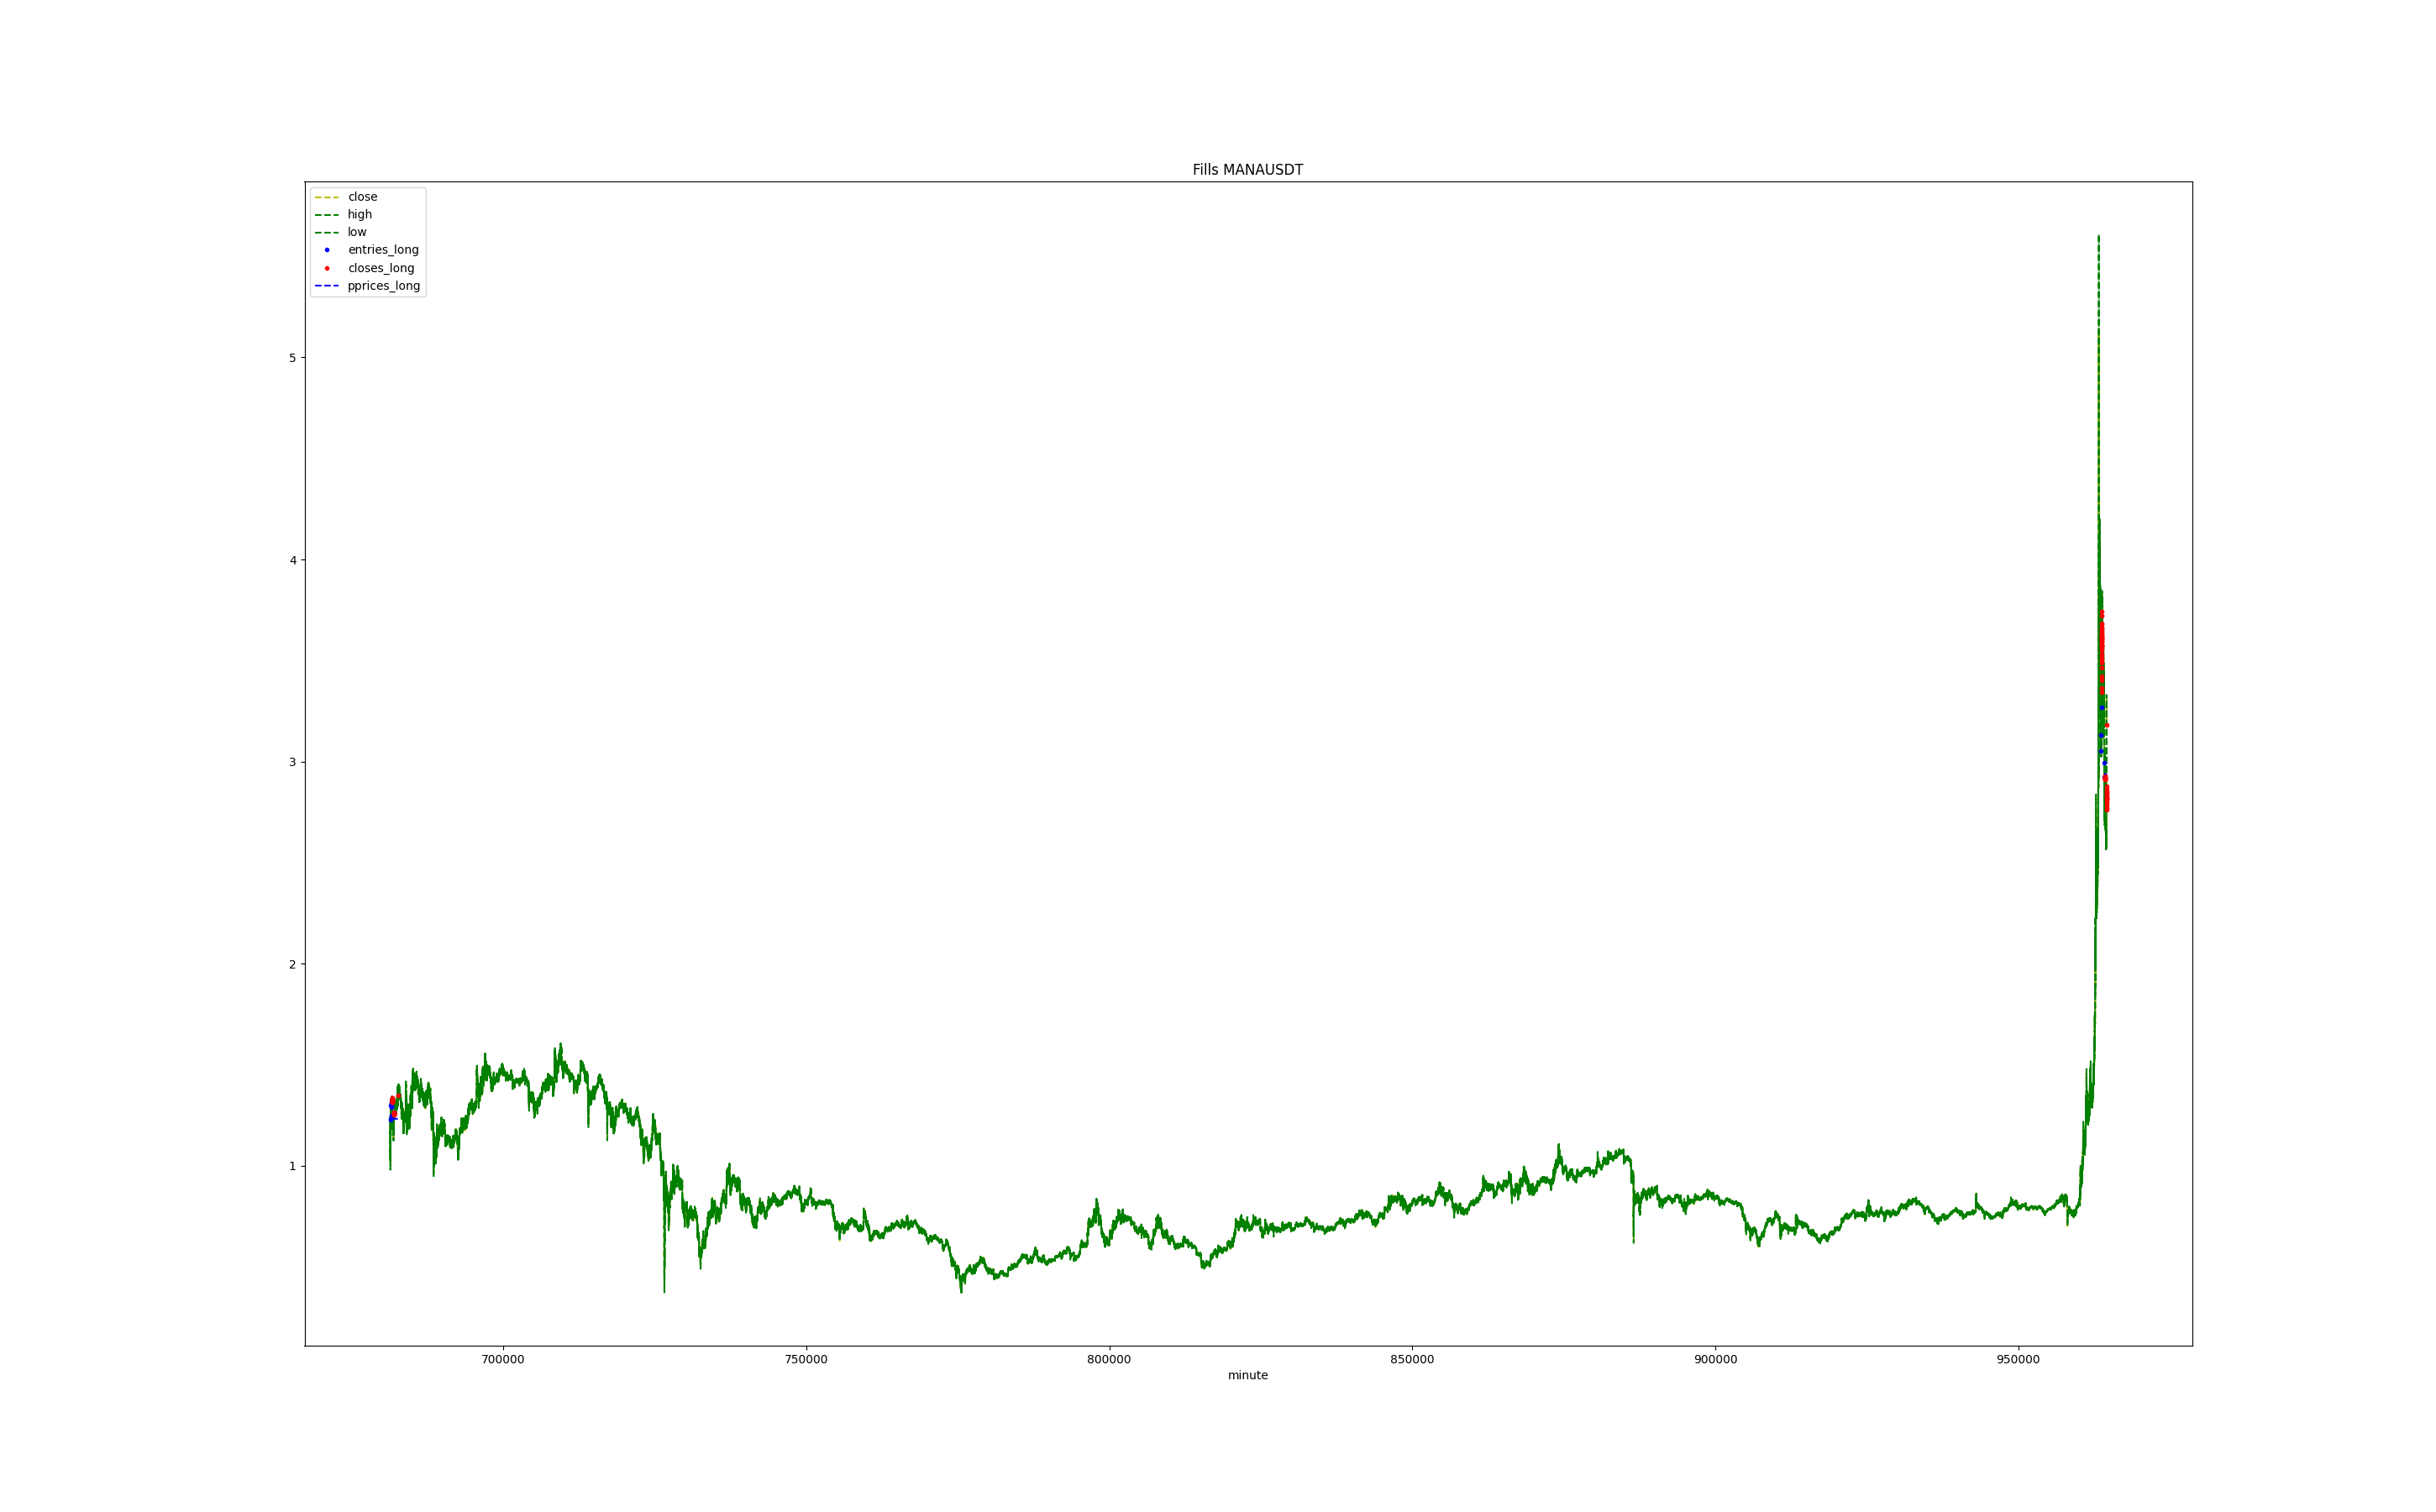 Fills MANAUSDT
close
high
low
entries_long
closes_long
pprices_long
5
4
3
2
1
700000 750000 800000 850000 900000 950000
minute